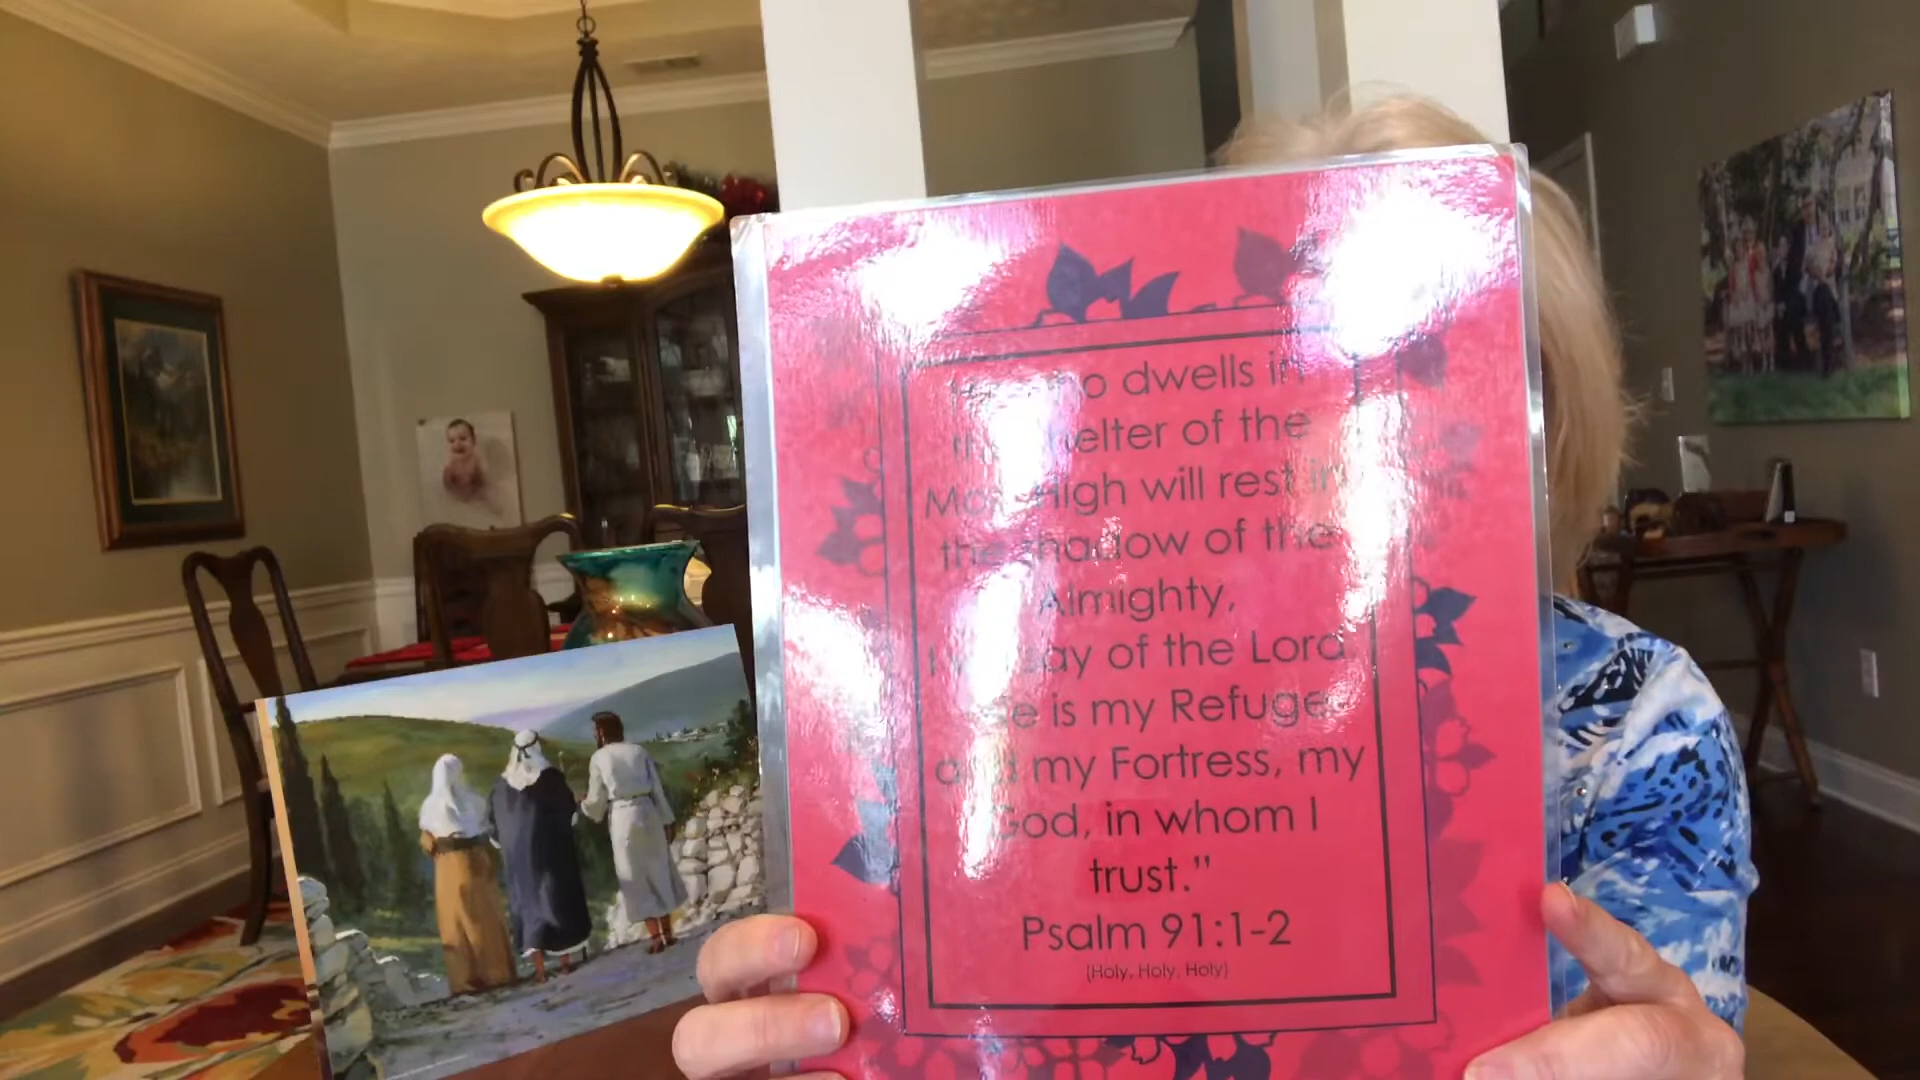 dwells in
shelter of the
Most High will rest in
the shadow of the
Almighty,
say of the Lord
He is my Refuge
and my Fortress, my
God, in whom I
trust."
Psalm 91:1-2
(Holy, Holy, Holy)